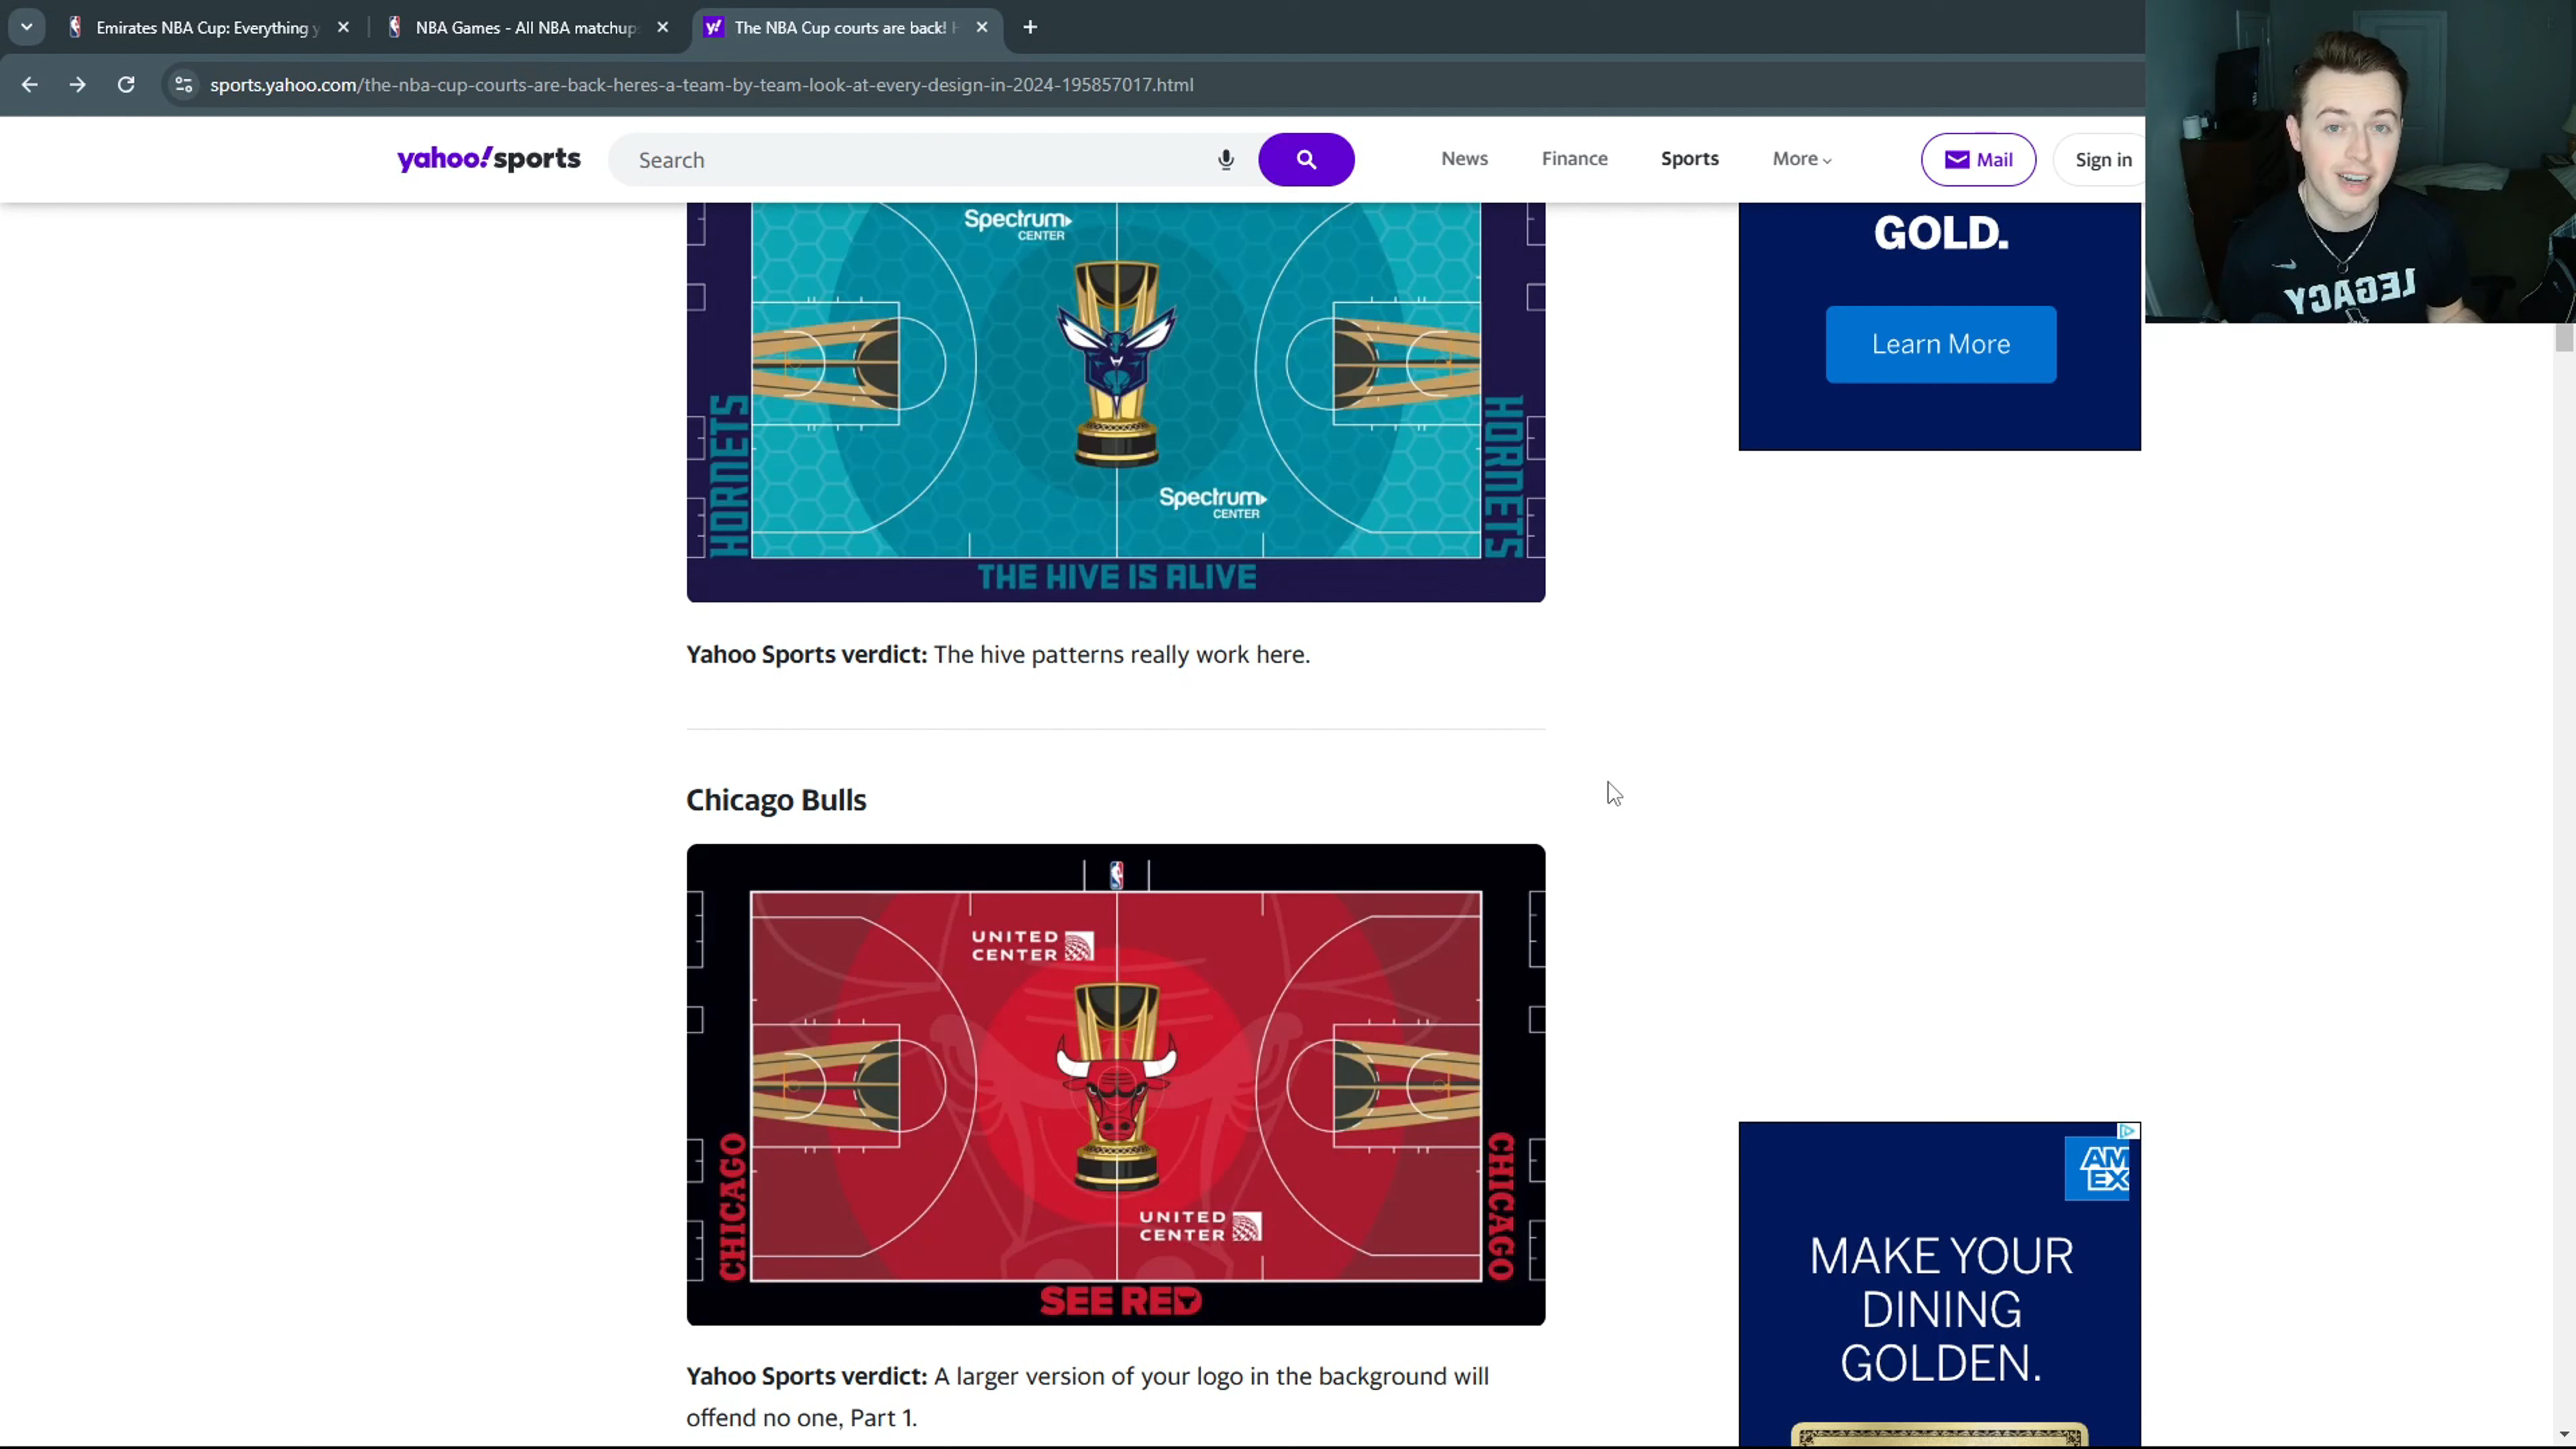 Emirates NBA Cup: Everything y
NBA Games - All NBA matchups
The NBA Cup courts are back! H
sports.yahoo.com/the-nba-cup-courts-are-back-heres-a-team-by-team-look-at-every-design-in-2024-195857017.html
yahoo!sports
Search
News
Finance
Sports
More
Mail
Sign in
LEGACY
Spectrum
CENTER
HORNETS
HORNETS
Spectrum
CENTER
THE HIVE IS ALIVE
GOLD.
Learn More
Yahoo Sports verdict: The hive patterns really work here.
Chicago Bulls
UNITED
CENTER
CHICAGO
CHICAGO
UNITED
CENTER
SEE RED
Yahoo Sports verdict: A larger version of your logo in the background will
offend no one, Part 1.
AM
EX
MAKE YOUR
DINING
GOLDEN.